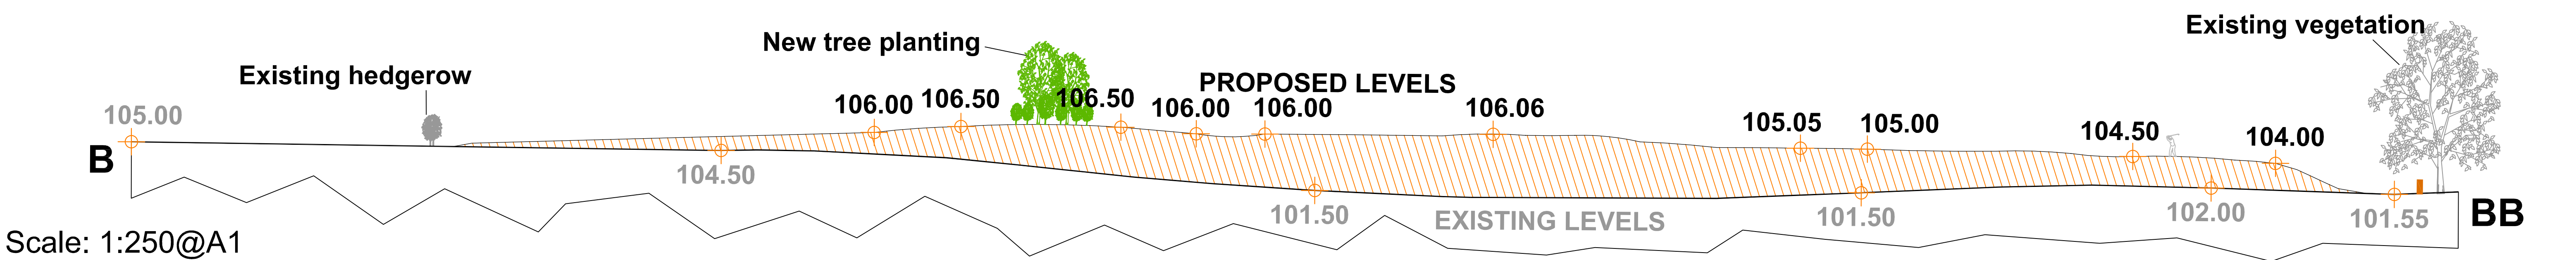 Existing vegetation
New tree planting
Existing hedgerow
PROPOSED LEVELS
105.00
106.00
106.50
106.50
106.00
106.00
106.06
105.05
105.00
104.50
104.00
B
104.50
101.50
EXISTING LEVELS
101.50
102.00
101.55
BB
Scale: 1:250@A1